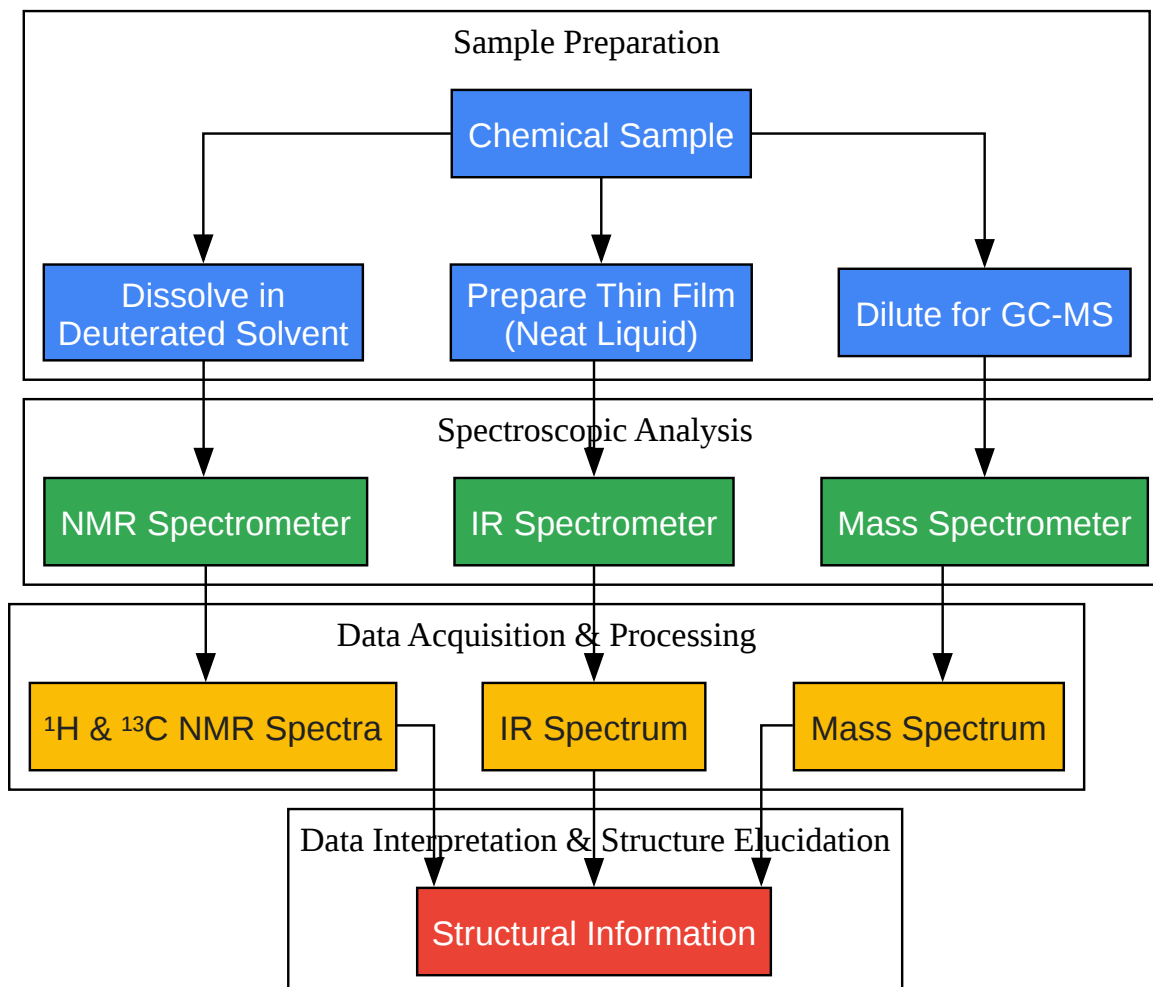 Sample Preparation
Chemical Sample
Dissolve in
Deuterated Solvent
Prepare Thin Film
(Neat Liquid)
Dilute for GC-MS
Spectroscopic Analysis
NMR Spectrometer
IR Spectrometer
Mass Spectrometer
Data Acquisition & Processing
¹H & ¹³C NMR Spectra
IR Spectrum
Mass Spectrum
Data Interpretation & Structure Elucidation
Structural Information